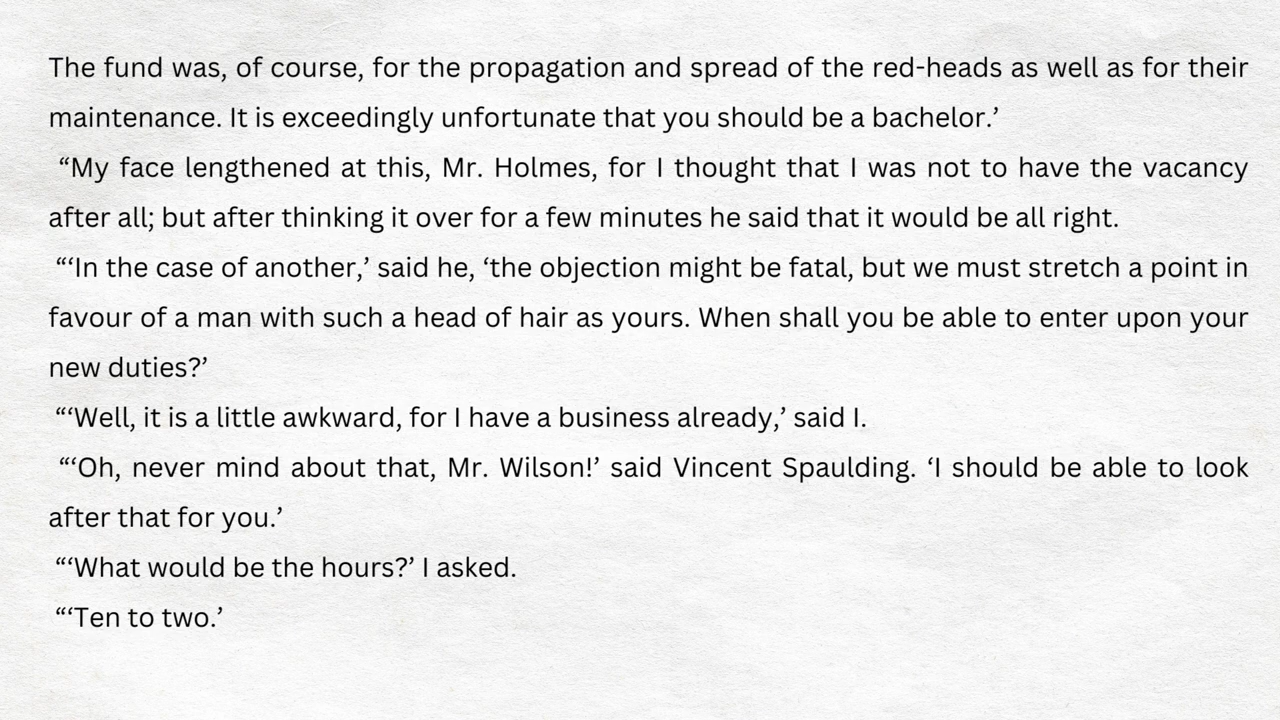 The fund was, of course, for the propagation and spread of the red-heads as well as for their
maintenance. It is exceedingly unfortunate that you should be a bachelor.’
“My face lengthened at this, Mr. Holmes, for I thought that I was not to have the vacancy
after all; but after thinking it over for a few minutes he said that it would be all right.
“‘In the case of another,’ said he, ‘the objection might be fatal, but we must stretch a point in
favour of a man with such a head of hair as yours. When shall you be able to enter upon your
new duties?’
“‘Well, it is a little awkward, for I have a business already,’ said I.
“‘Oh, never mind about that, Mr. Wilson!’ said Vincent Spaulding. ‘I should be able to look
after that for you.’
“‘What would be the hours?’ I asked.
“‘Ten to two.’